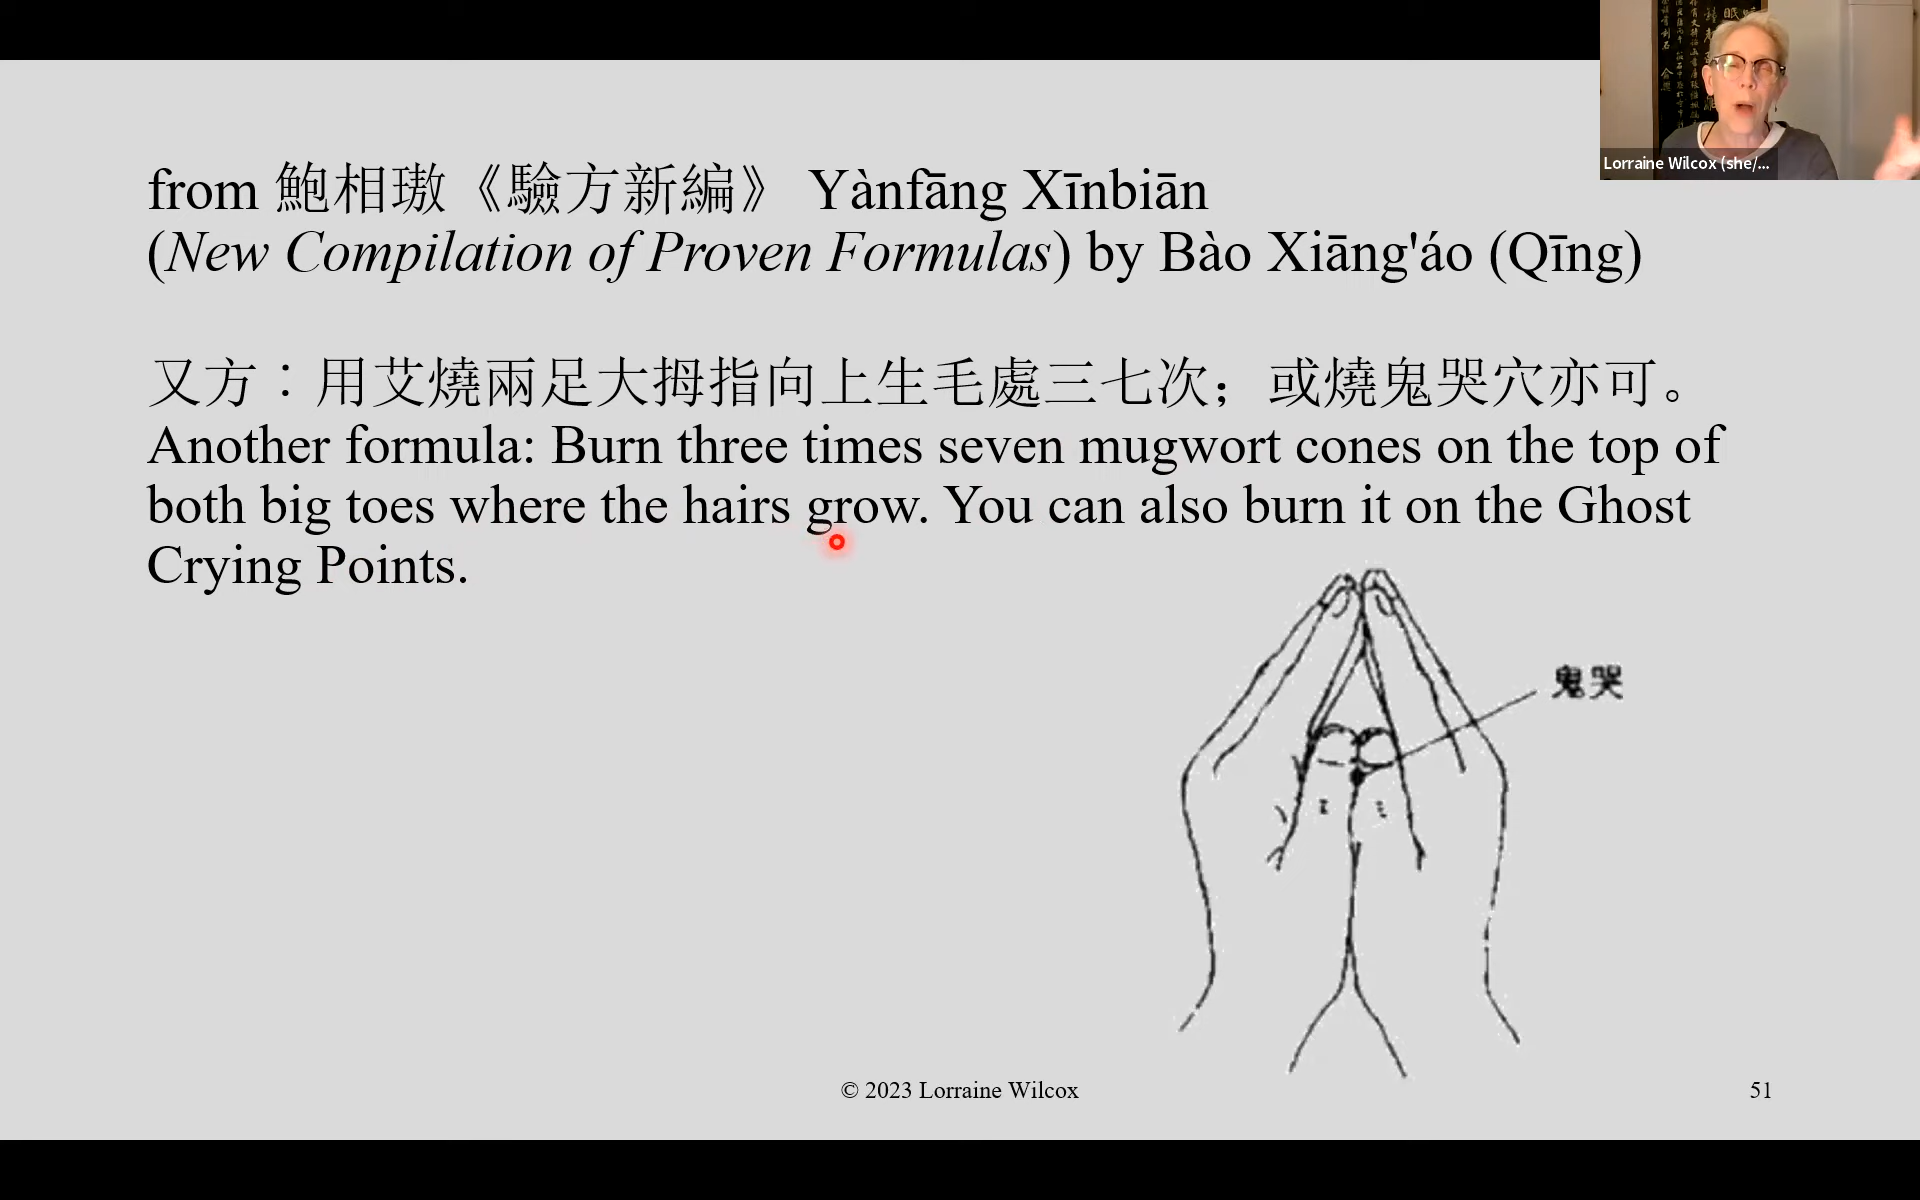 from 鮑相璈《驗方新編》 Yànfāng Xīnbiān
(New Compilation of Proven Formulas) by Bào Xiāng'áo (Qīng)
又方：用艾燒兩足大拇指向上生毛處三七次；或燒鬼哭穴亦可。
Another formula: Burn three times seven mugwort cones on the top of
both big toes where the hairs grow. You can also burn it on the Ghost
Crying Points.
鬼哭
© 2023 Lorraine Wilcox
51
Lorraine Wilcox (she/...